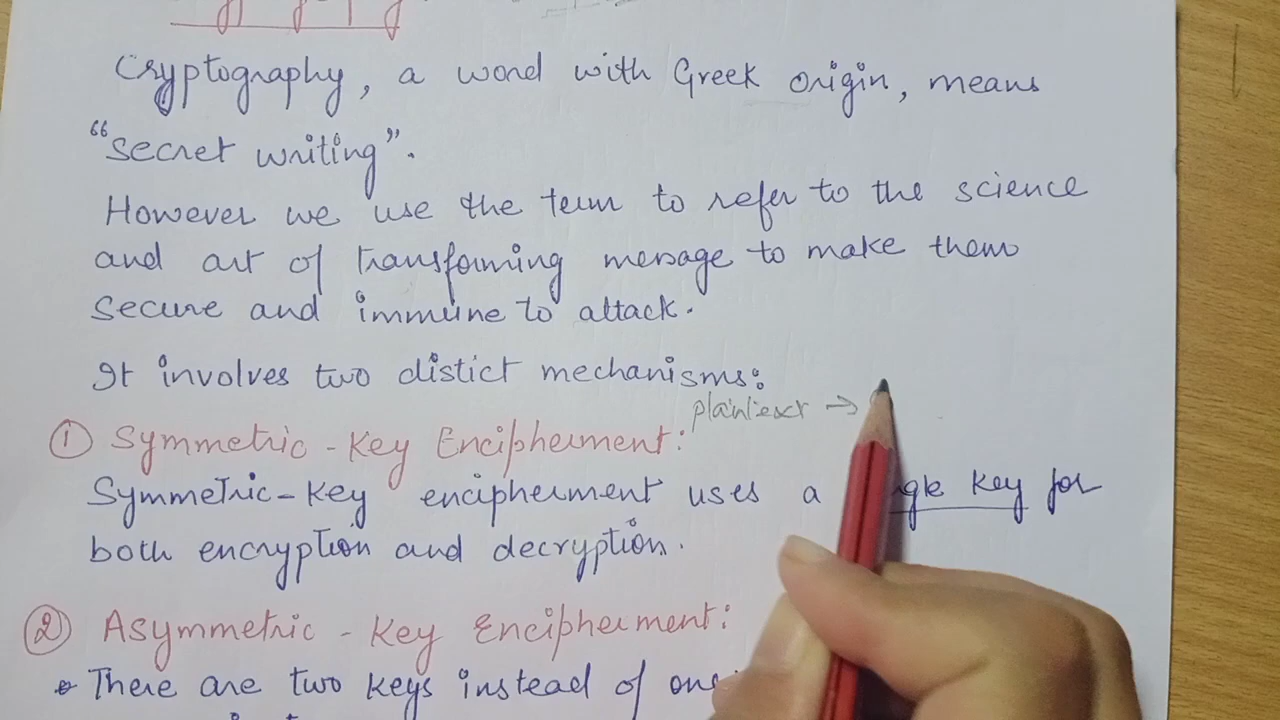 Cryptography, a word with Greek origin, means
"secret writing".
However we use the term to refer to the science
and art of transforming message to make them
secure and immune to attack.
It involves two distict mechanisms:
plaintext →
① Symmetric-Key Encipherment:
Symmetric-Key encipherment uses a Key for
both encryption and decryption.
② Asymmetric-Key Encipherment:
There are two keys instead of one